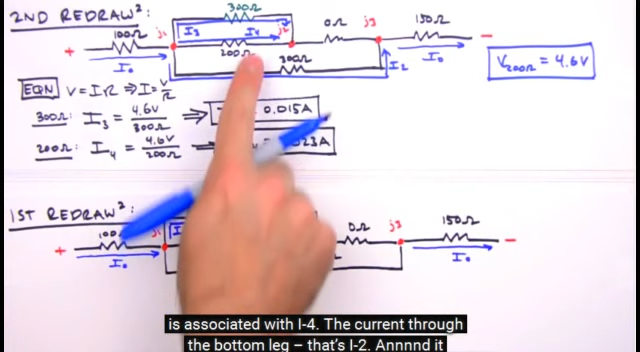 2ND REDRAW²:
300Ω
100Ω
j₁
I₃
I₄
j₂
0Ω
j₃
150Ω
+
−
I₀
200Ω
300Ω
I₂
I₀
V₂₀₀Ω = 4.6V
EQN V = IR ⇒ I = V/R
300Ω: I₃ = 4.6V/300Ω ⇒ 0.015A
200Ω: I₄ = 4.6V/200Ω
1ST REDRAW²:
100Ω
j₁
0Ω
j₃
150Ω
+
−
I₀
I₀
is associated with I-4. The current through
the bottom leg – that's I-2. Annnnd it